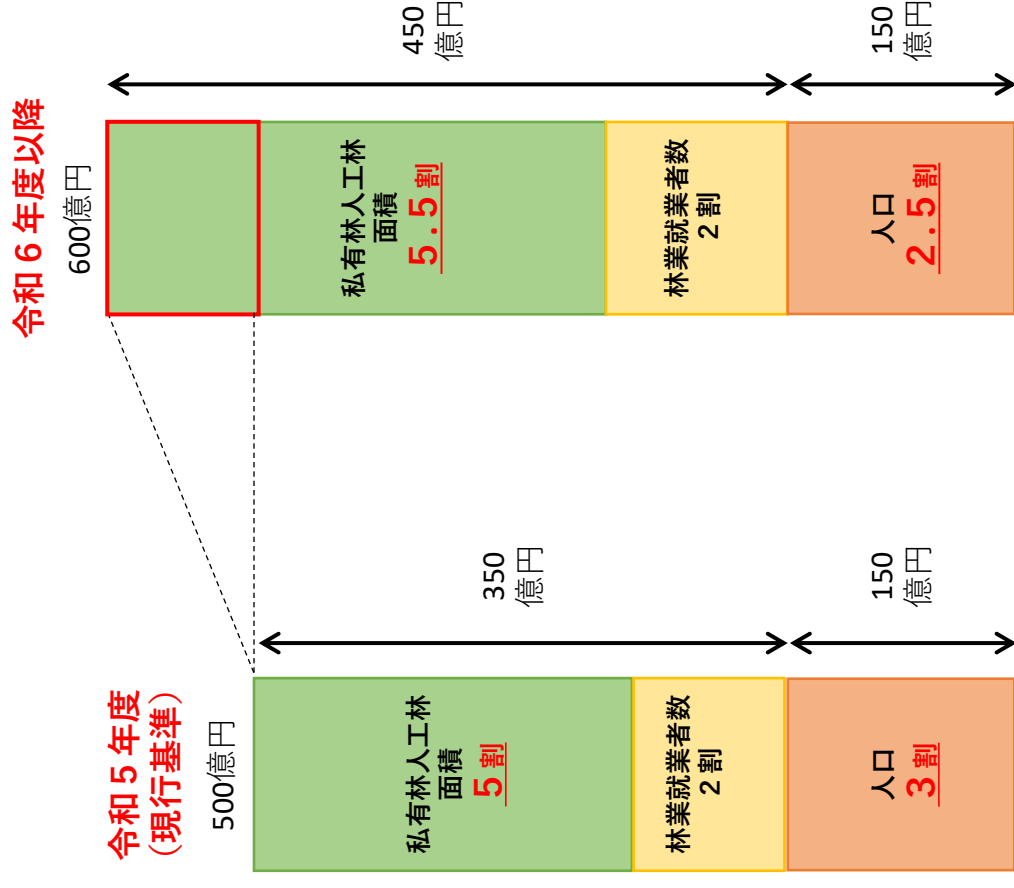 令和５年度
（現行基準）
500億円
私有林人工林
面積
５割
林業就業者数
２割
人口
３割
350
億円
150
億円
令和６年度以降
600億円
私有林人工林
面積
５.５割
林業就業者数
２割
人口
２.５割
450
億円
150
億円